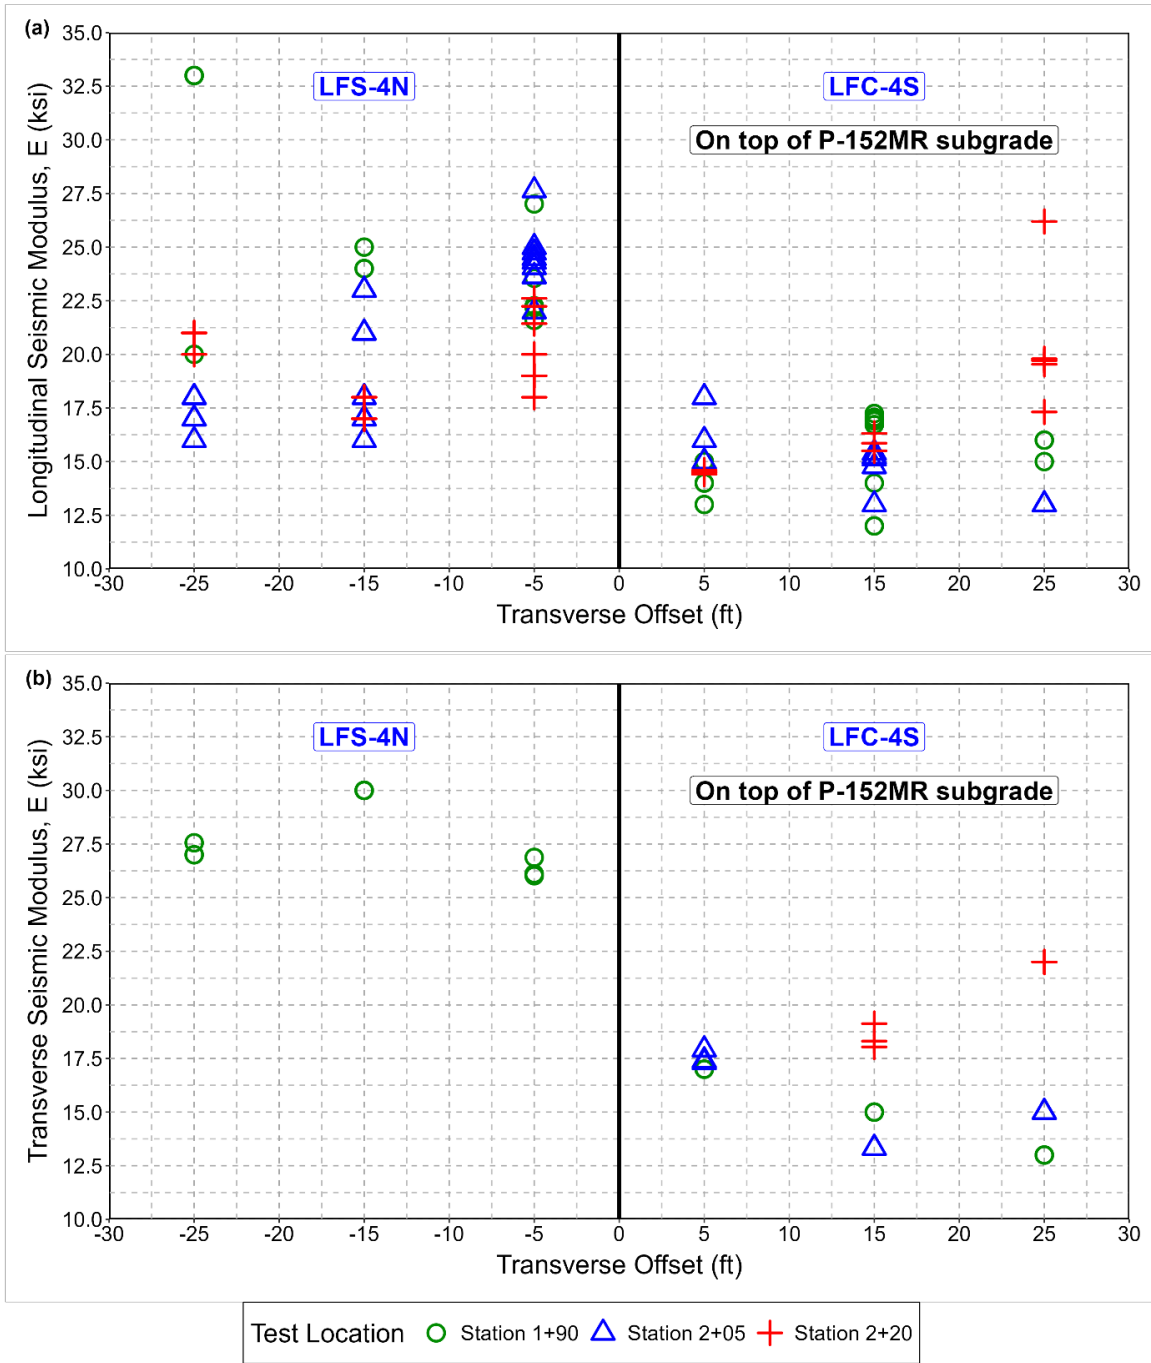 (a)
Longitudinal Seismic Modulus, E (ksi)
35.0
32.5
30.0
27.5
25.0
22.5
20.0
17.5
15.0
12.5
10.0
LFS-4N
LFC-4S
On top of P-152MR subgrade
-30 -25 -20 -15 -10 -5 0 5 10 15 20 25 30
Transverse Offset (ft)
(b)
Transverse Seismic Modulus, E (ksi)
35.0
32.5
30.0
27.5
25.0
22.5
20.0
17.5
15.0
12.5
10.0
LFS-4N
LFC-4S
On top of P-152MR subgrade
-30 -25 -20 -15 -10 -5 0 5 10 15 20 25 30
Transverse Offset (ft)
Test Location Station 1+90 Station 2+05 Station 2+20